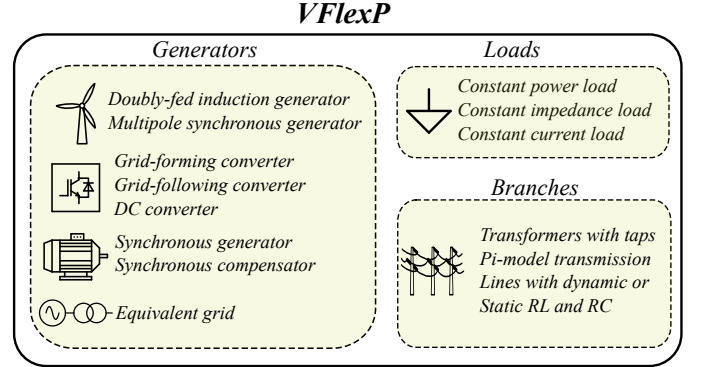 VFlexP
Generators
Doubly-fed induction generator
Multipole synchronous generator
Grid-forming converter
Grid-following converter
DC converter
Synchronous generator
Synchronous compensator
Equivalent grid
Loads
Constant power load
Constant impedance load
Constant current load
Branches
Transformers with taps
Pi-model transmission
Lines with dynamic or
Static RL and RC